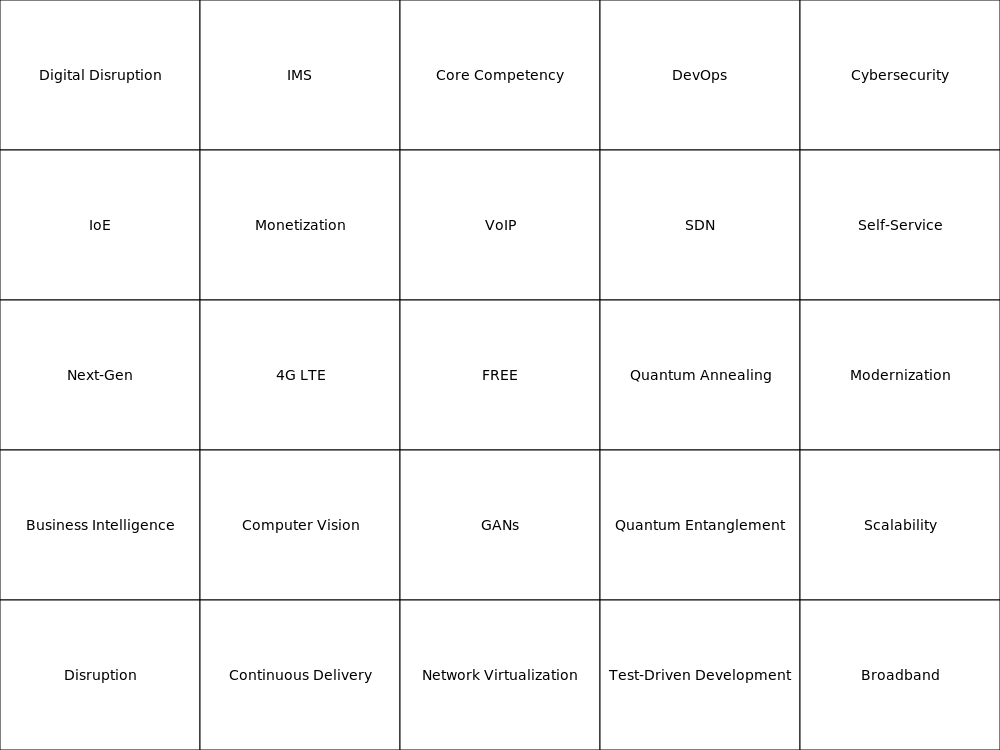 Digital Disruption
IMS
Core Competency
DevOps
Cybersecurity
IoE
Monetization
VoIP
SDN
Self-Service
Next-Gen
4G LTE
FREE
Quantum Annealing
Modernization
Business Intelligence
Computer Vision
GANs
Quantum Entanglement
Scalability
Disruption
Continuous Delivery
Network Virtualization
Test-Driven Development
Broadband